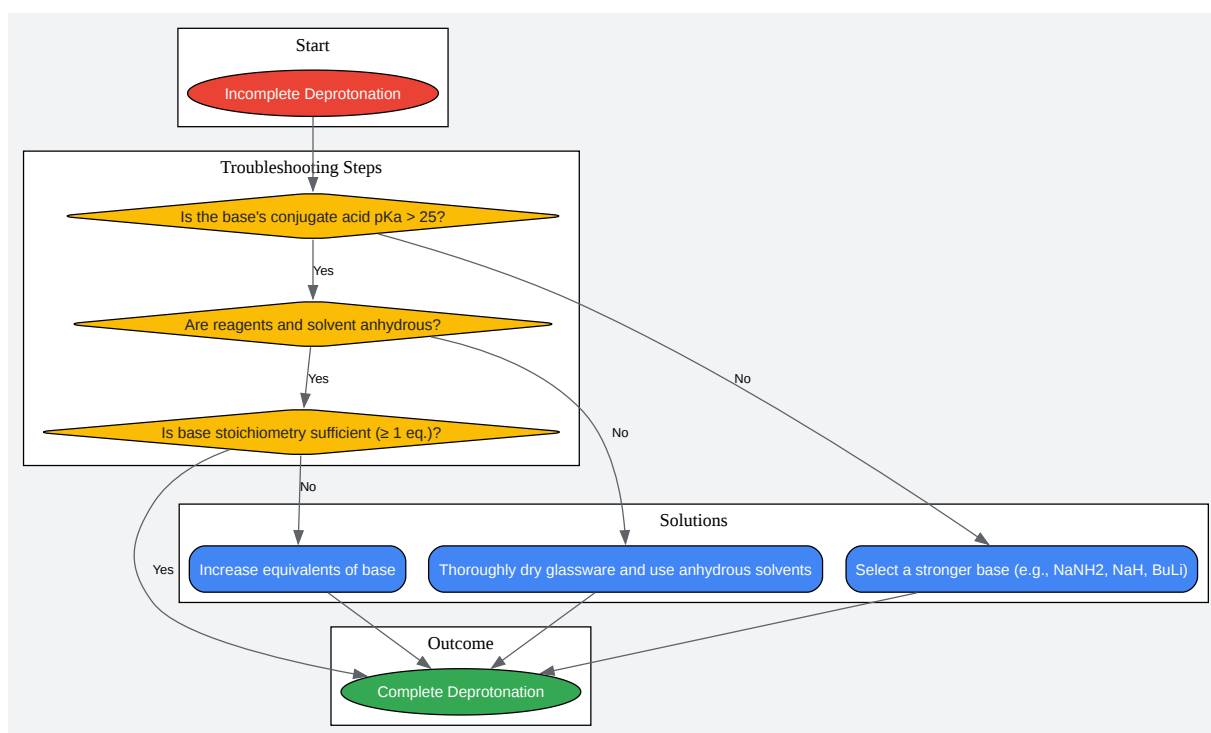 Start
Incomplete Deprotonation
Troubleshooting Steps
Is the base's conjugate acid pKa > 25?
Yes
Are reagents and solvent anhydrous?
Yes
No
Is base stoichiometry sufficient (≥ 1 eq.)?
No
No
Solutions
Yes
Increase equivalents of base
Thoroughly dry glassware and use anhydrous solvents
Select a stronger base (e.g., NaNH2, NaH, BuLi)
Outcome
Complete Deprotonation